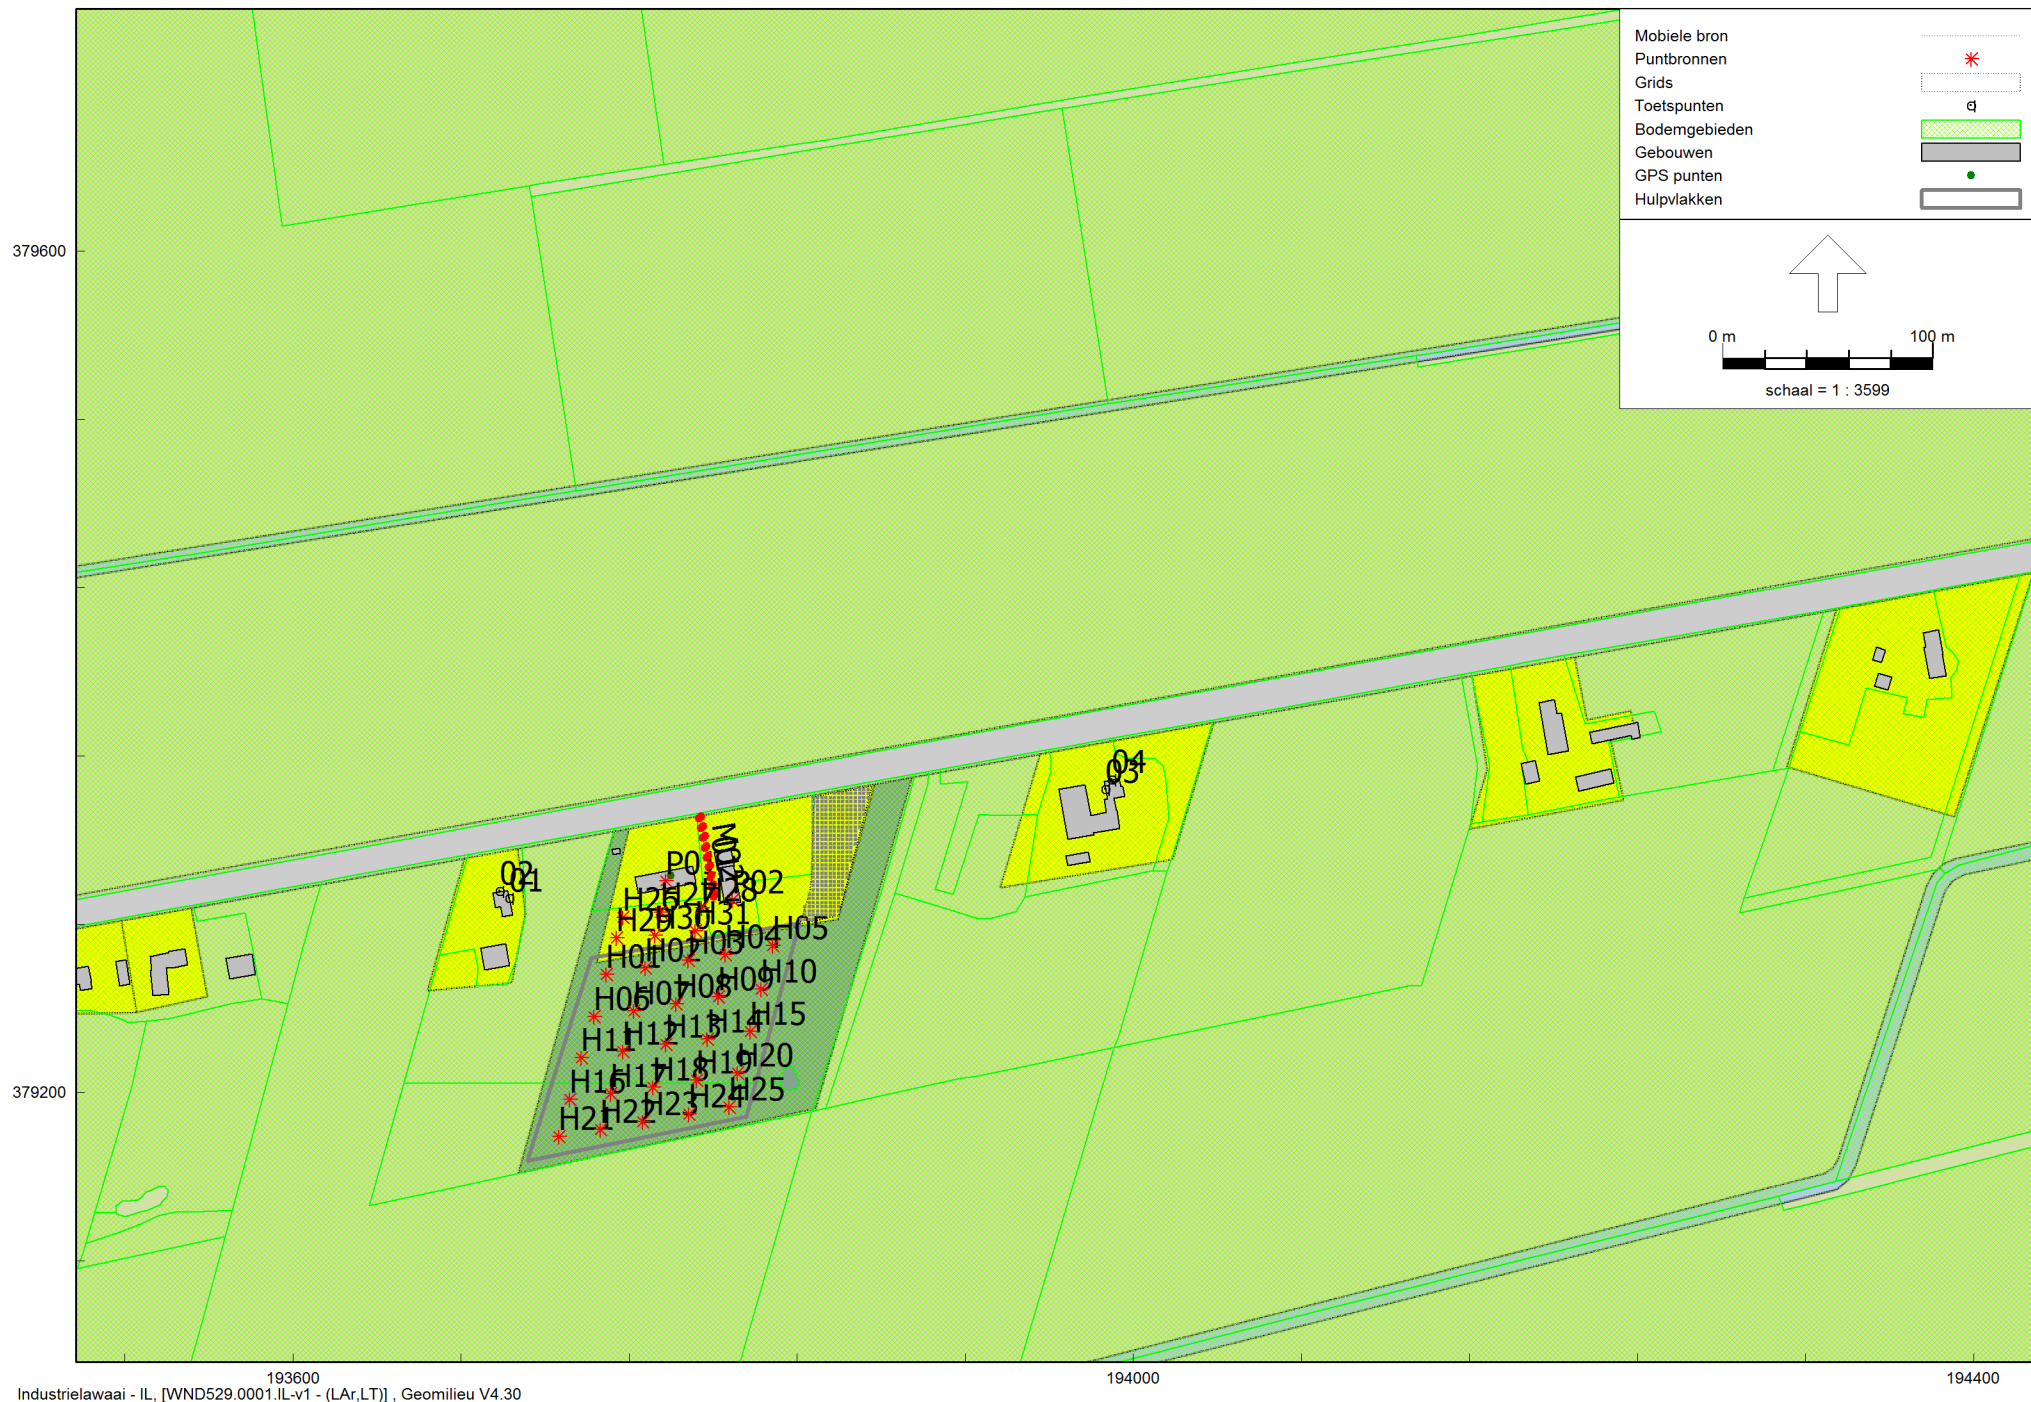 Mobiele bron
Puntbronnen
Grids
Toetspunten
Bodemgebieden
Gebouwen
GPS punten
Hulpvlakken
0 m 100 m
schaal = 1 : 3599
379600
04
03
02
01
H26
H27
H28
H29
H30
H31
H01
H02
H03
H04
H05
H06
H07
H08
H09
H10
H11
H12
H13
H14
H15
H16
H17
H18
H19
H20
H21
H22
H23
H24
H25
379200
193600
194000
194400
Industrielawaai - IL, [WND529.0001.IL-v1 - (LAr,LT)] , Geomilieu V4.30